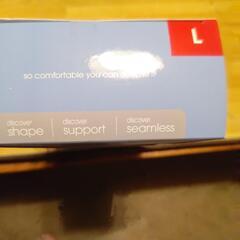 L
so comfortable you can
discover discover discover
shape support seamless